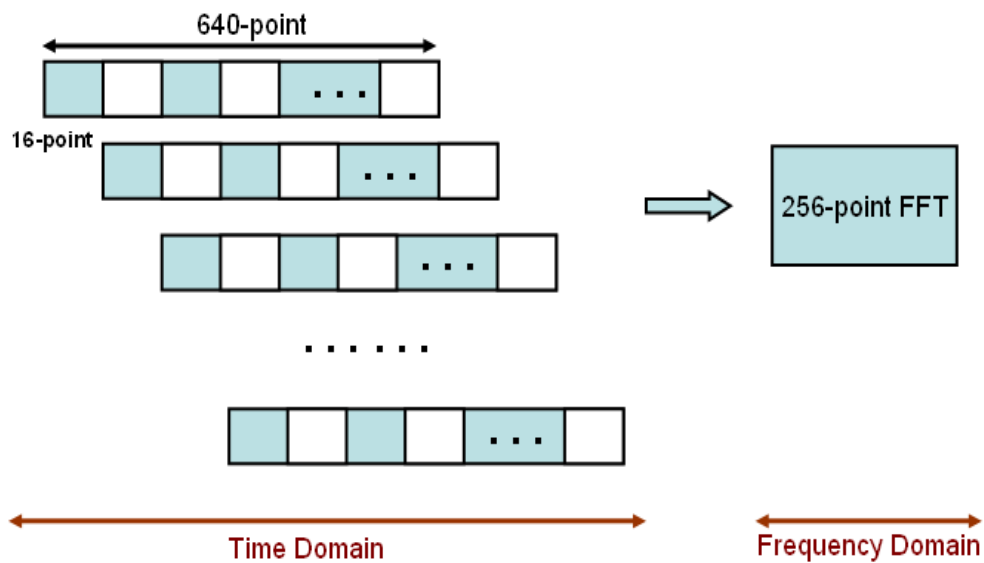 640-point
. . .
16-point
. . .
256-point FFT
. . .
. . . . . .
. . .
Time Domain
Frequency Domain